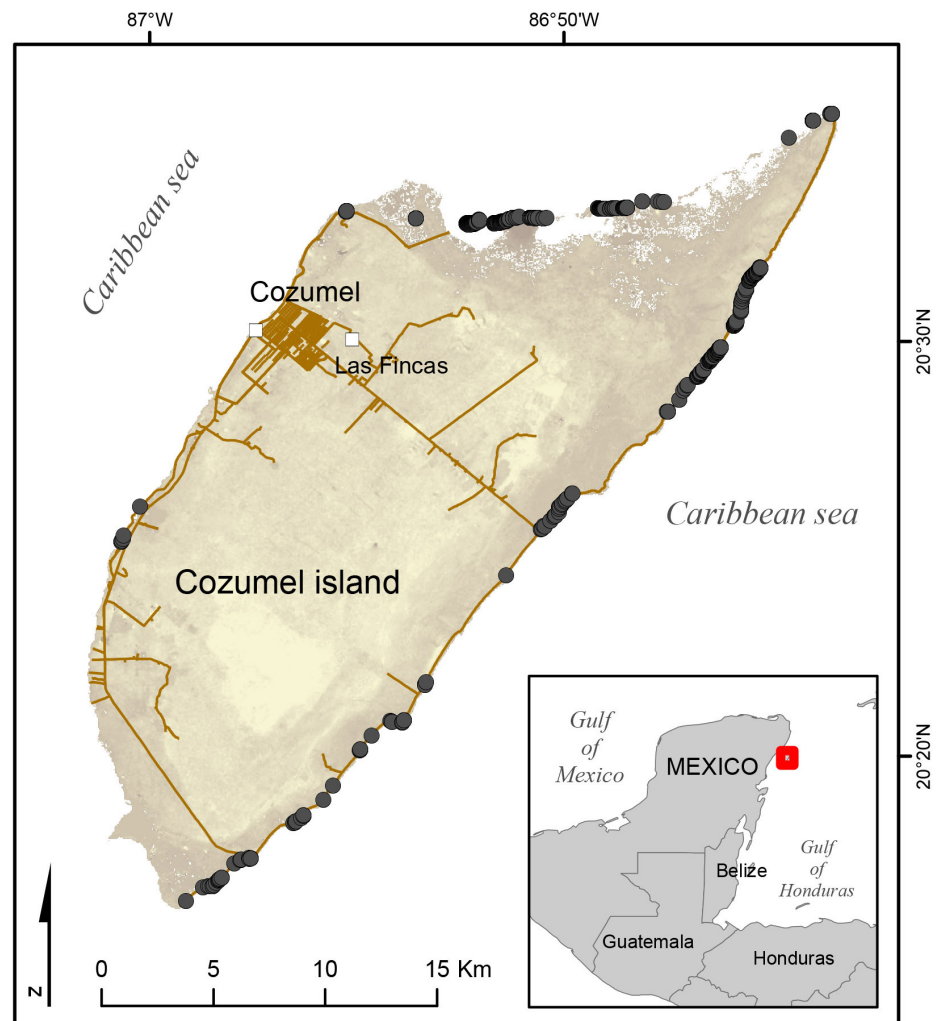 87°W
86°50'W
Caribbean sea
Cozumel
Las Fincas
20°30'N
Caribbean sea
Cozumel island
20°20'N
Gulf
of
Mexico
MEXICO
Belize
Gulf
of
Honduras
Guatemala
Honduras
0 5 10 15 Km
N